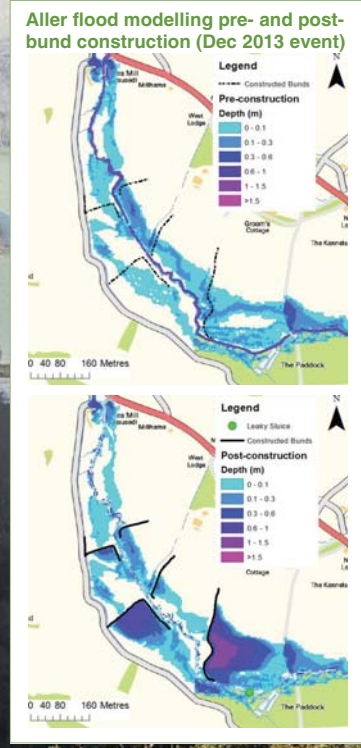 Aller flood modelling pre- and post-
bund construction (Dec 2013 event)
Legend
Constructed Bunds
Pre-construction
Depth (m)
0 - 0.1
0.1 - 0.3
0.3 - 0.6
0.6 - 1
1 - 1.5
>1.5
N
Millhams
West
Lodge
Groom's
Cottage
The Kennels
The Paddock
0 40 80 160 Metres
Legend
Leaky Sluice
Constructed Bunds
Post-construction
Depth (m)
0 - 0.1
0.1 - 0.3
0.3 - 0.6
0.6 - 1
1 - 1.5
>1.5
N
Millhams
West
Lodge
Cottage
The Kennels
The Paddock
0 40 80 160 Metres